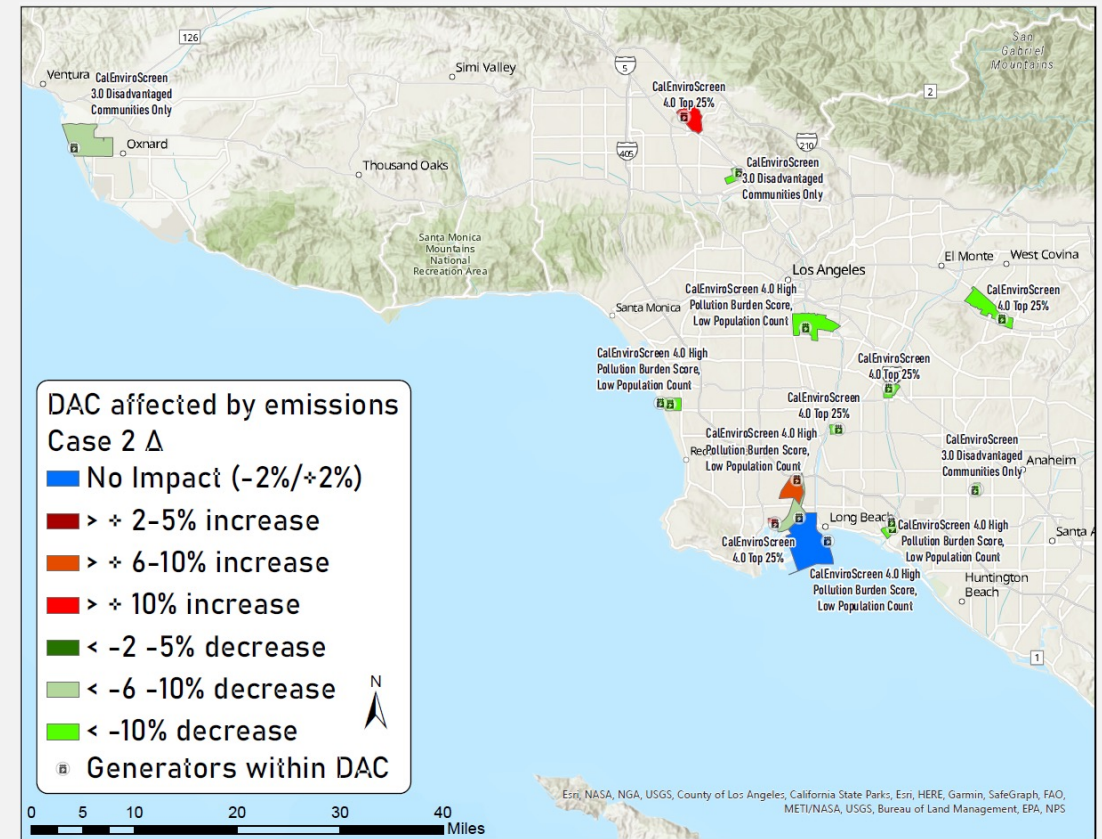 126
Ventura
CalEnviroScreen
3.0 Disadvantaged
Communities Only
Oxnard
Simi Valley
Thousand Oaks
5
CalEnviroScreen
4.0 Top 25%
405
210
2
San
Gabriel
Mountains
CalEnviroScreen
3.0 Disadvantaged
Communities Only
Santa Monica
Mountains
National
Recreation Area
El Monte
West Covina
Los Angeles
CalEnviroScreen 4.0 High
Pollution Burden Score,
Low Population Count
CalEnviroScreen
4.0 Top 25%
Santa Monica
CalEnviroScreen 4.0 High
Pollution Burden Score,
Low Population Count
CalEnviroScreen
4.0 Top 25%
CalEnviroScreen
4.0 Top 25%
CalEnviroScreen 4.0 High
Pollution Burden Score,
Low Population Count
CalEnviroScreen
3.0 Disadvantaged
Communities Only
Anaheim
Long Beach
CalEnviroScreen
4.0 Top 25%
CalEnviroScreen 4.0 High
Pollution Burden Score,
Low Population Count
CalEnviroScreen 4.0 High
Pollution Burden Score,
Low Population Count
Santa A
Huntington
Beach
1
DAC affected by emissions
Case 2 Δ
No Impact (-2%/+2%)
> + 2-5% increase
> + 6-10% increase
> + 10% increase
< -2 -5% decrease
< -6 -10% decrease
< -10% decrease
Generators within DAC
N
0 5 10 20 30 40
Miles
Esri, NASA, NGA, USGS, County of Los Angeles, California State Parks, Esri, HERE, Garmin, SafeGraph, FAO,
METI/NASA, USGS, Bureau of Land Management, EPA, NPS